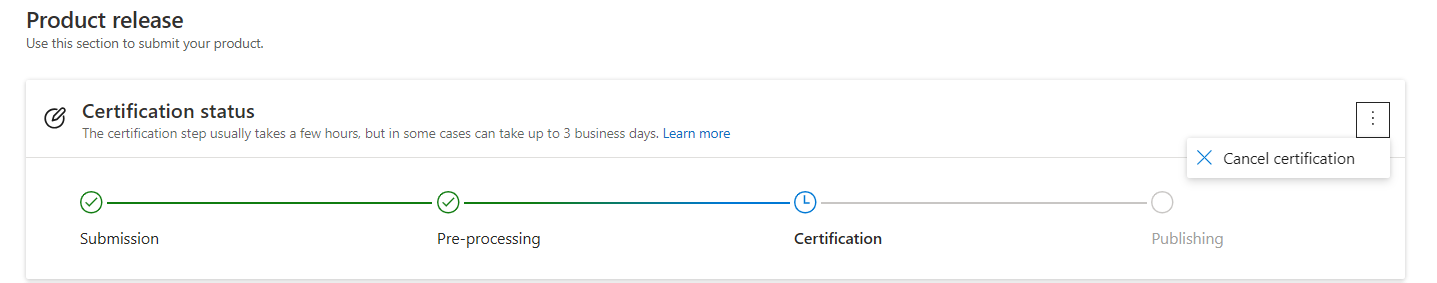 Product release
Use this section to submit your product.
Certification status
The certification step usually takes a few hours, but in some cases can take up to 3 business days. Learn more
Cancel certification
Submission
Pre-processing
Certification
Publishing